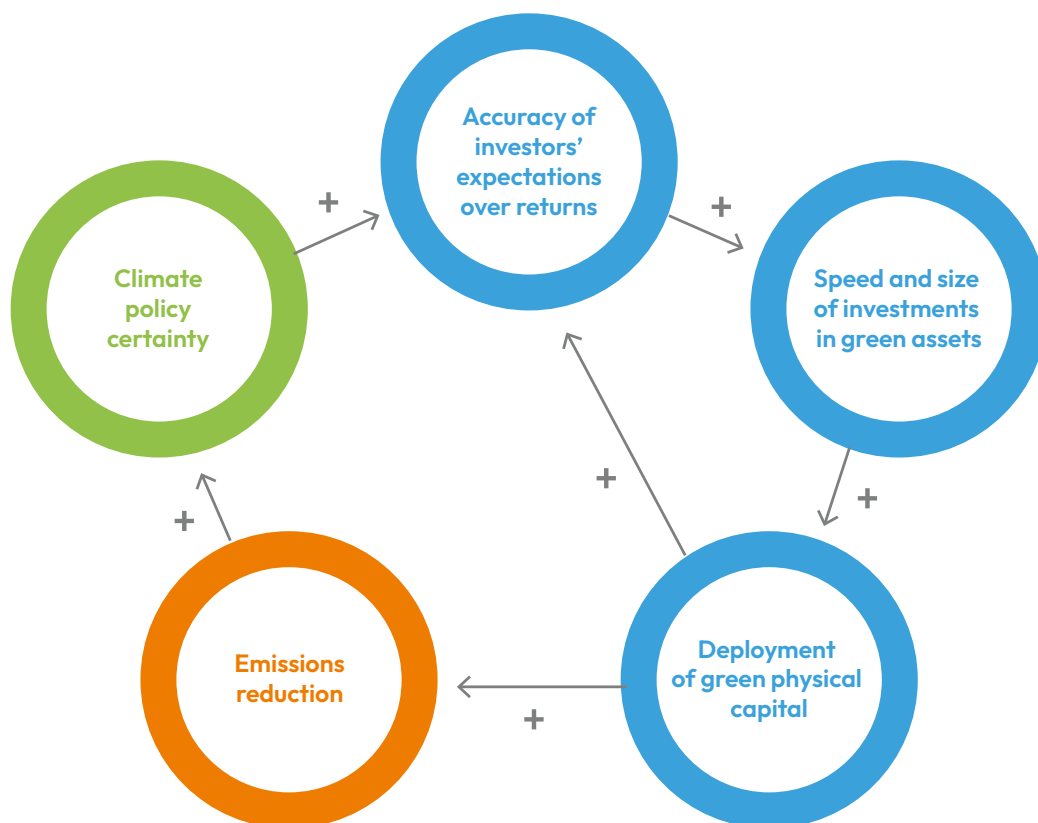 Accuracy of
investors’
expectations
over returns
+
+
Climate
policy
certainty
Speed and size
of investments
in green assets
+
+
+
Emissions
reduction
Deployment
of green physical
capital
+